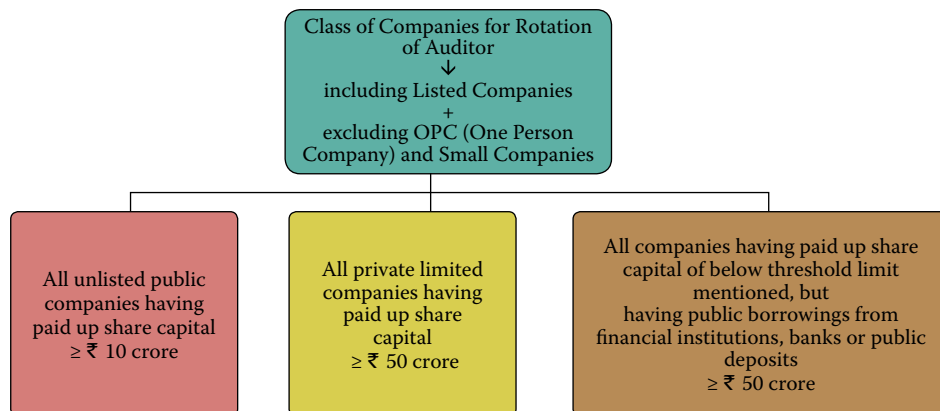 Class of Companies for Rotation
of Auditor
↓
including Listed Companies
+
excluding OPC (One Person
Company) and Small Companies
All unlisted public
companies having
paid up share capital
≥ ₹ 10 crore
All private limited
companies having
paid up share
capital
≥ ₹ 50 crore
All companies having paid up share
capital of below threshold limit
mentioned, but
having public borrowings from
financial institutions, banks or public
deposits
≥ ₹ 50 crore